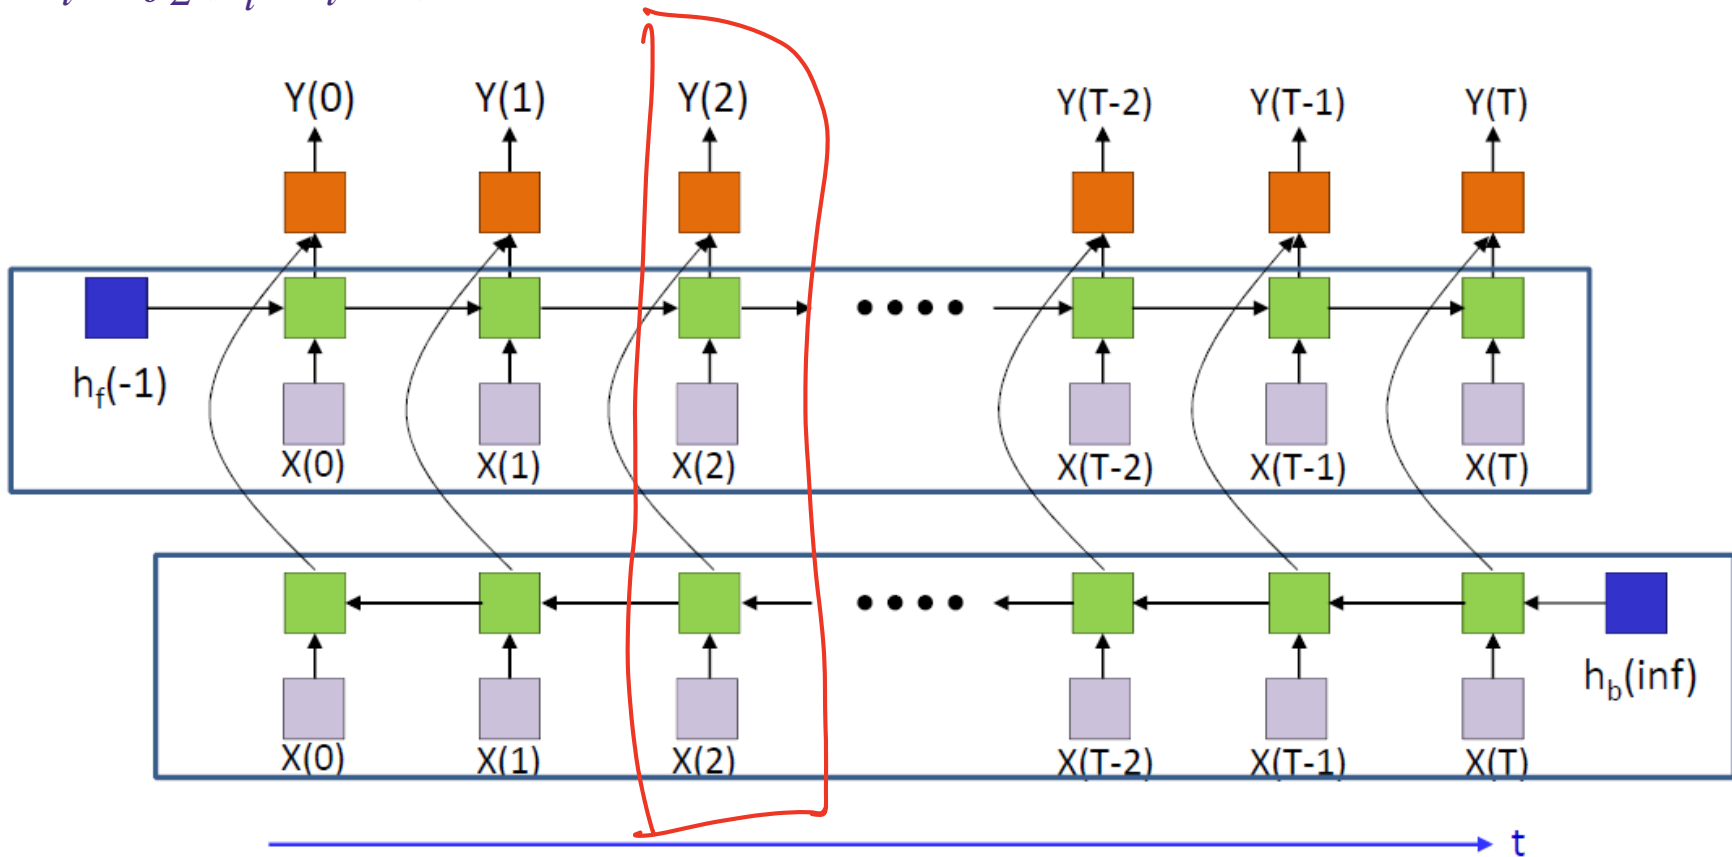 Y(0) Y(1) Y(2) Y(T-2) Y(T-1) Y(T)
h_f(-1)
X(0) X(1) X(2) X(T-2) X(T-1) X(T)
h_b(inf)
X(0) X(1) X(2) X(T-2) X(T-1) X(T)
t